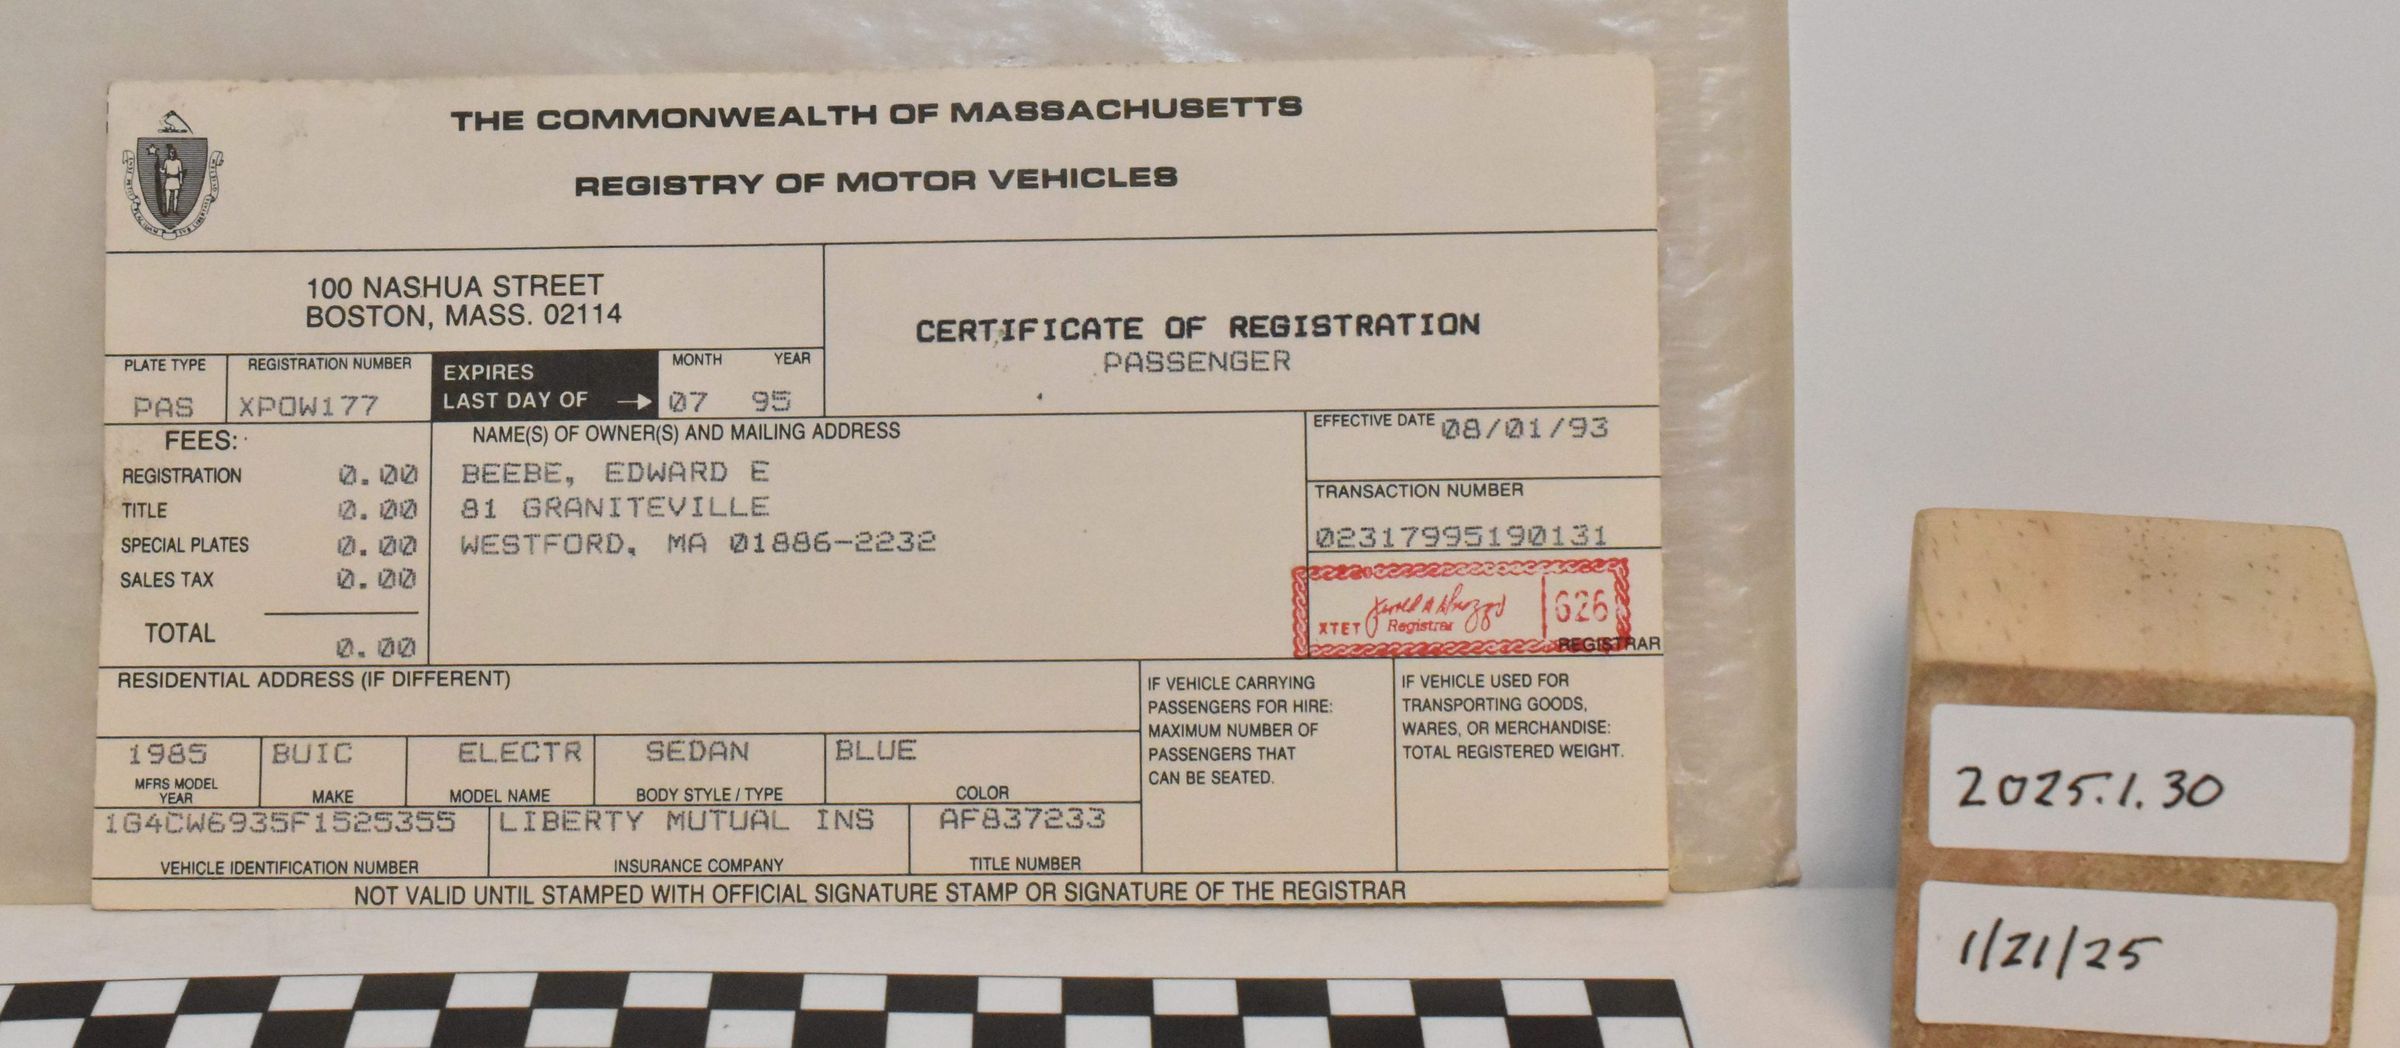 THE COMMONWEALTH OF MASSACHUSETTS
REGISTRY OF MOTOR VEHICLES
100 NASHUA STREET
BOSTON, MASS. 02114
CERTIFICATE OF REGISTRATION
PASSENGER
PLATE TYPE
PAS
REGISTRATION NUMBER
XPOW177
EXPIRES
LAST DAY OF →
MONTH YEAR
07 95
FEES:
REGISTRATION 0.00
TITLE 0.00
SPECIAL PLATES 0.00
SALES TAX 0.00
TOTAL 0.00
NAME(S) OF OWNER(S) AND MAILING ADDRESS
BEEBE, EDWARD E
81 GRANITEVILLE
WESTFORD, MA 01886-2232
EFFECTIVE DATE 08/01/93
TRANSACTION NUMBER
02317995190131
XTET Registrar 626
REGISTRAR
RESIDENTIAL ADDRESS (IF DIFFERENT)
IF VEHICLE CARRYING
PASSENGERS FOR HIRE:
MAXIMUM NUMBER OF
PASSENGERS THAT
CAN BE SEATED.
IF VEHICLE USED FOR
TRANSPORTING GOODS,
WARES, OR MERCHANDISE:
TOTAL REGISTERED WEIGHT.
1985 BUIC ELECTR SEDAN BLUE
MFRS MODEL
YEAR MAKE MODEL NAME BODY STYLE / TYPE COLOR
1G4CW6935F1525355 LIBERTY MUTUAL INS AF837233
VEHICLE IDENTIFICATION NUMBER INSURANCE COMPANY TITLE NUMBER
NOT VALID UNTIL STAMPED WITH OFFICIAL SIGNATURE STAMP OR SIGNATURE OF THE REGISTRAR
2025.1.30
1/21/25